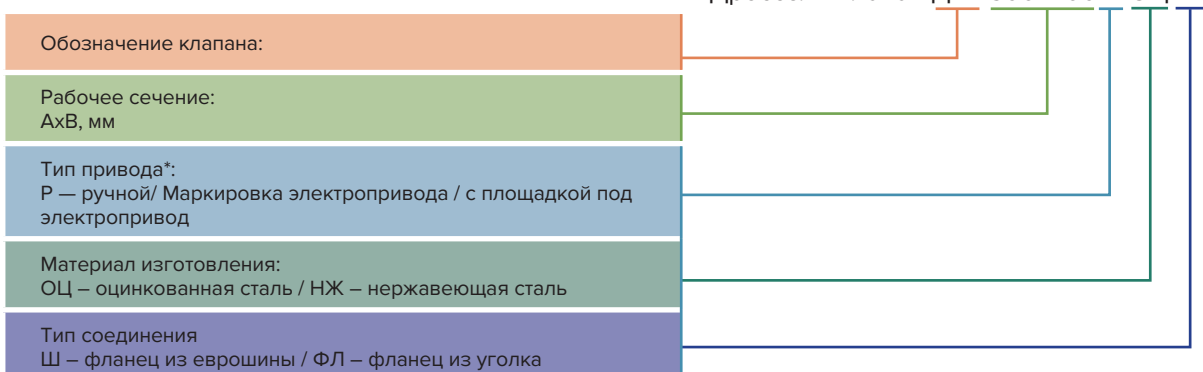 Обозначение клапана:
Рабочее сечение:
АхВ, мм
Тип привода*:
Р — ручной/ Маркировка электропривода / с площадкой под
электропривод
Материал изготовления:
ОЦ – оцинкованная сталь / НЖ – нержавеющая сталь
Тип соединения
Ш – фланец из еврошины / ФЛ – фланец из уголка